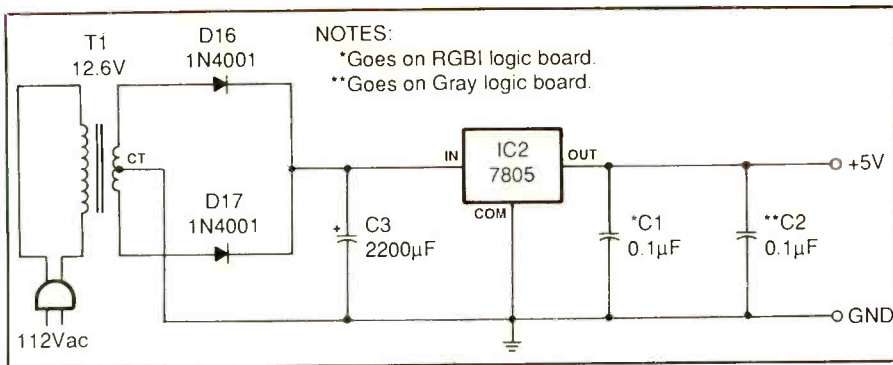 T1
12.6V
D16
1N4001
NOTES:
*Goes on RGBI logic board.
**Goes on Gray logic board.
CT
D17
1N4001
+
C3
2200µF
IN
IC2
7805
OUT
COM
*C1
0.1µF
**C2
0.1µF
+5V
GND
112Vac